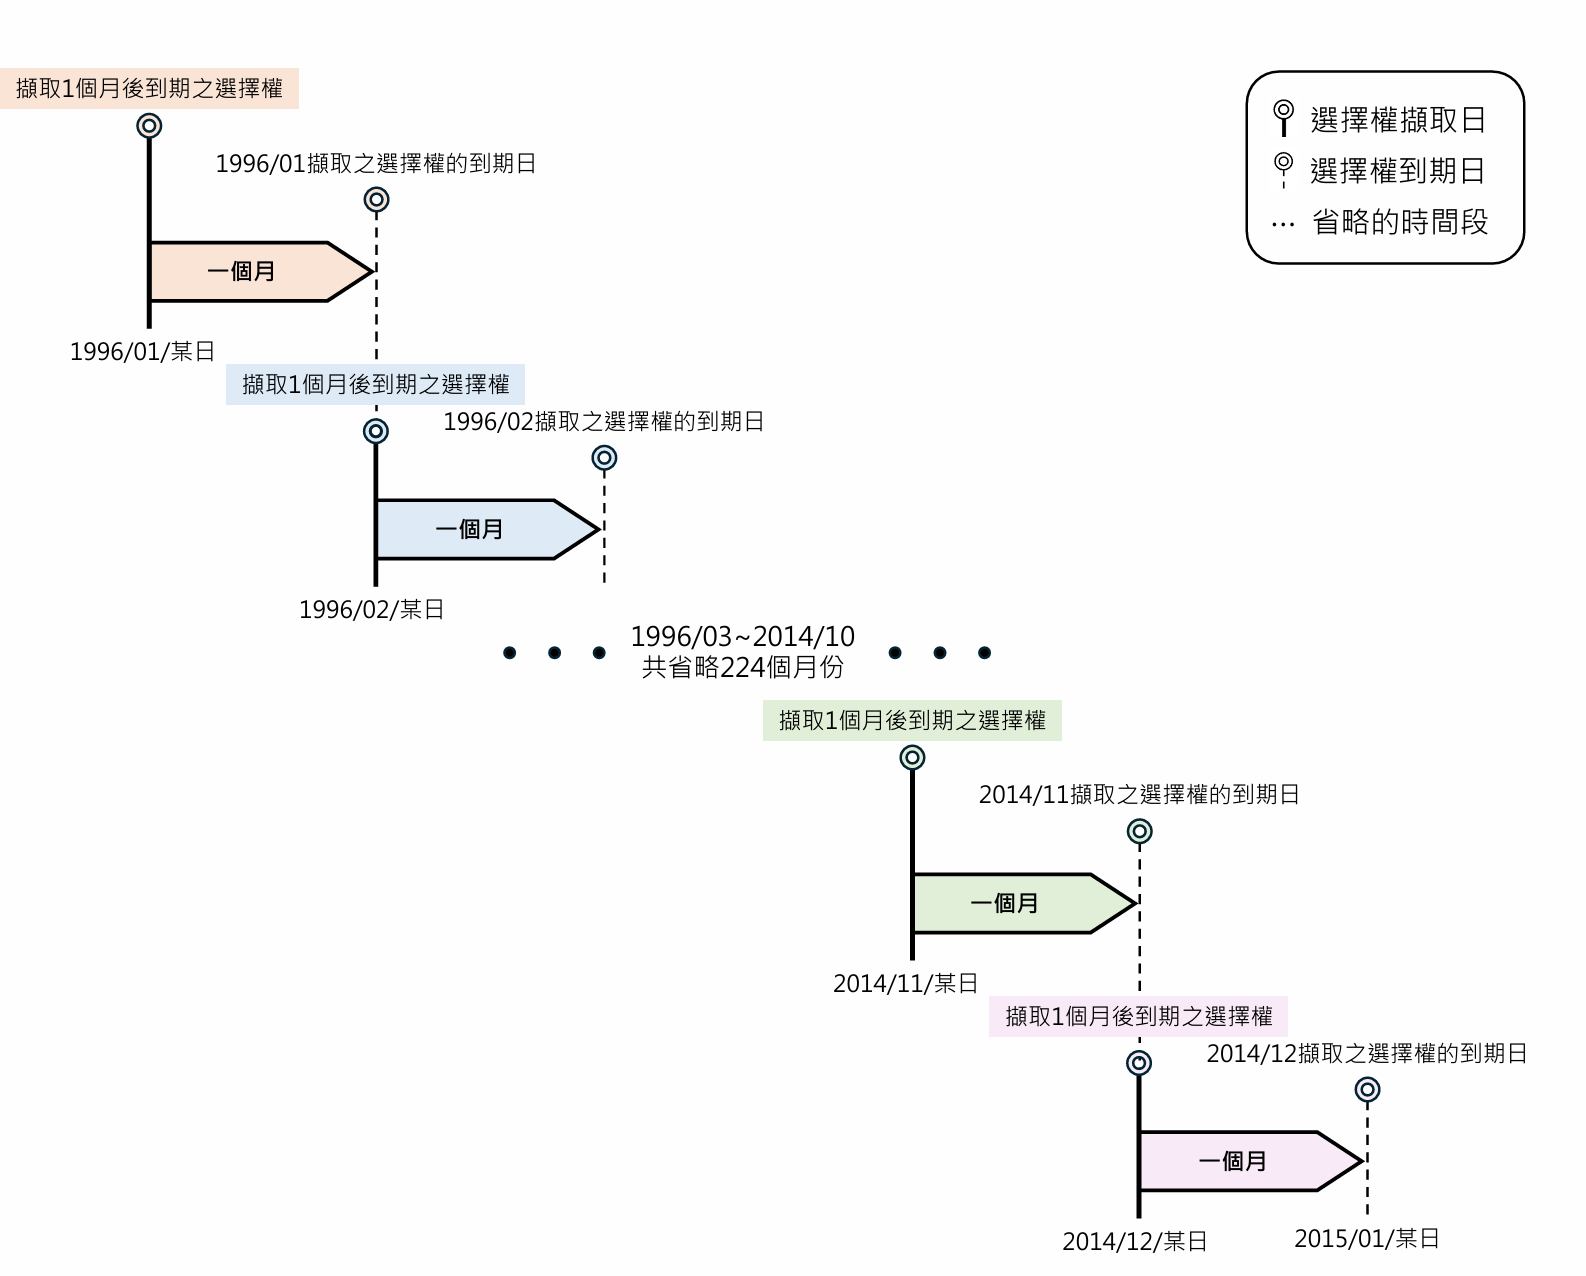 擷取1個月後到期之選擇權
1996/01擷取之選擇權的到期日
一個月
1996/01/某日
選擇權擷取日
選擇權到期日
... 省略的時間段
擷取1個月後到期之選擇權
1996/02擷取之選擇權的到期日
一個月
1996/02/某日
1996/03~2014/10
共省略224個月份
擷取1個月後到期之選擇權
2014/11擷取之選擇權的到期日
一個月
2014/11/某日
擷取1個月後到期之選擇權
2014/12擷取之選擇權的到期日
一個月
2014/12/某日
2015/01/某日